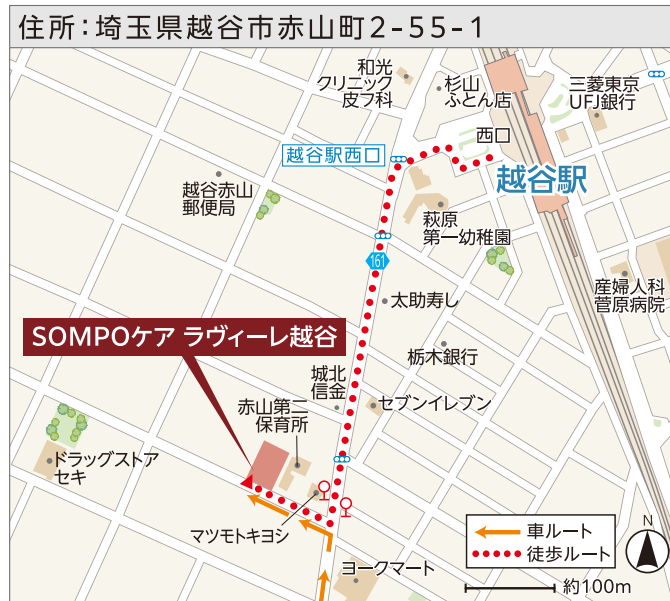 住所:埼玉県越谷市赤山町2-55-1
和光
クリニック
皮フ科
杉山
ふとん店
三菱東京
UFJ銀行
西口
越谷駅西口
越谷駅
越谷赤山
郵便局
萩原
第一幼稚園
161
産婦人科
菅原病院
太助寿し
SOMPOケア ラヴィーレ越谷
栃木銀行
城北
信金
セブンイレブン
赤山第二
保育所
ドラッグストア
セキ
マツモトキヨシ
ヨークマート
車ルート
徒歩ルート
N
約100m